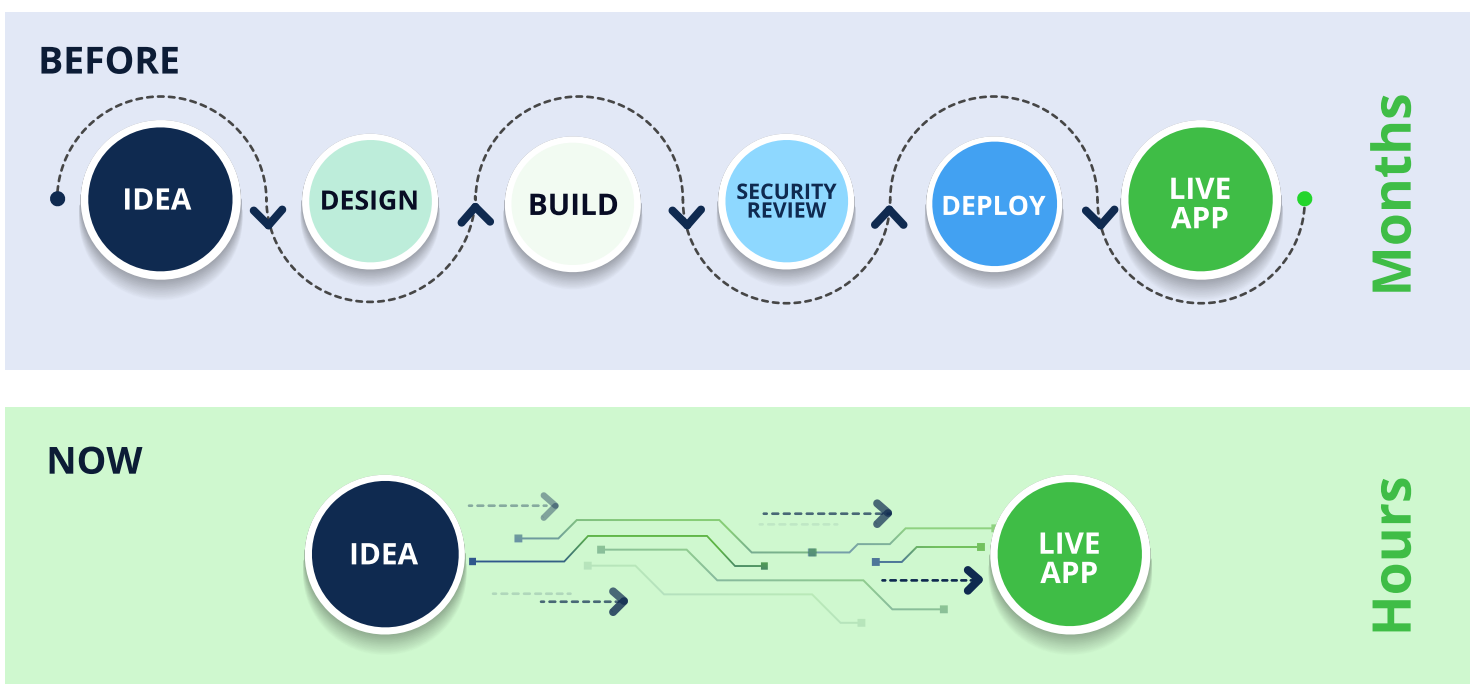 BEFORE
IDEA
DESIGN
BUILD
SECURITY
REVIEW
DEPLOY
LIVE
APP
Months
NOW
IDEA
LIVE
APP
Hours